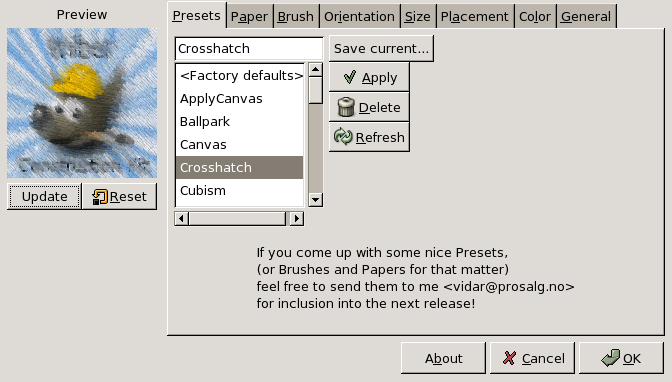 Preview
Presets Paper Brush Orientation Size Placement Color General
Crosshatch
Save current...
<Factory defaults>
ApplyCanvas
Ballpark
Canvas
Crosshatch
Cubism
Apply
Delete
Refresh
Update Reset
If you come up with some nice Presets,
(or Brushes and Papers for that matter)
feel free to send them to me <vidar@prosalg.no>
for inclusion into the next release!
About Cancel OK